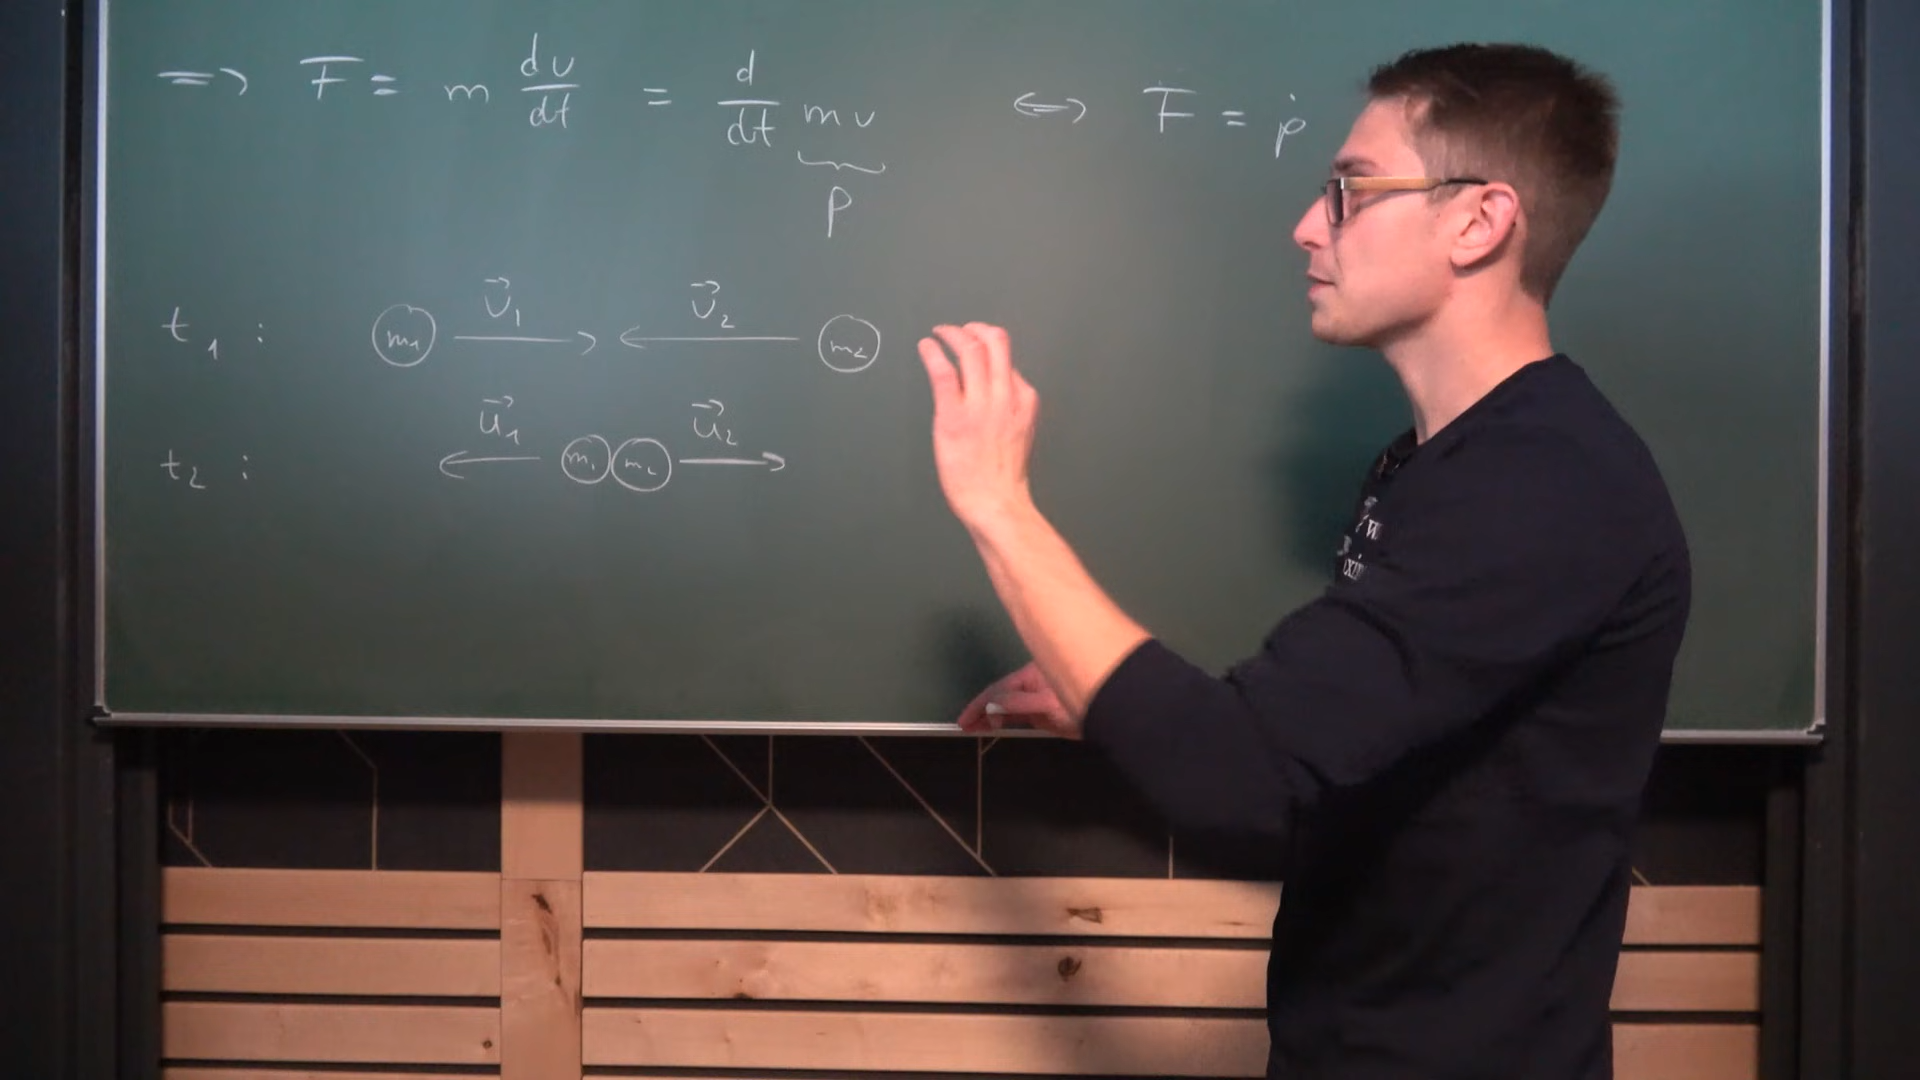 => F = m dv/dt = d/dt mv <-> F = ṗ
p
t₁ : m₁ v⃗₁ v⃗₂ m₂
t₂ : u⃗₁ m₁ m₂ u⃗₂